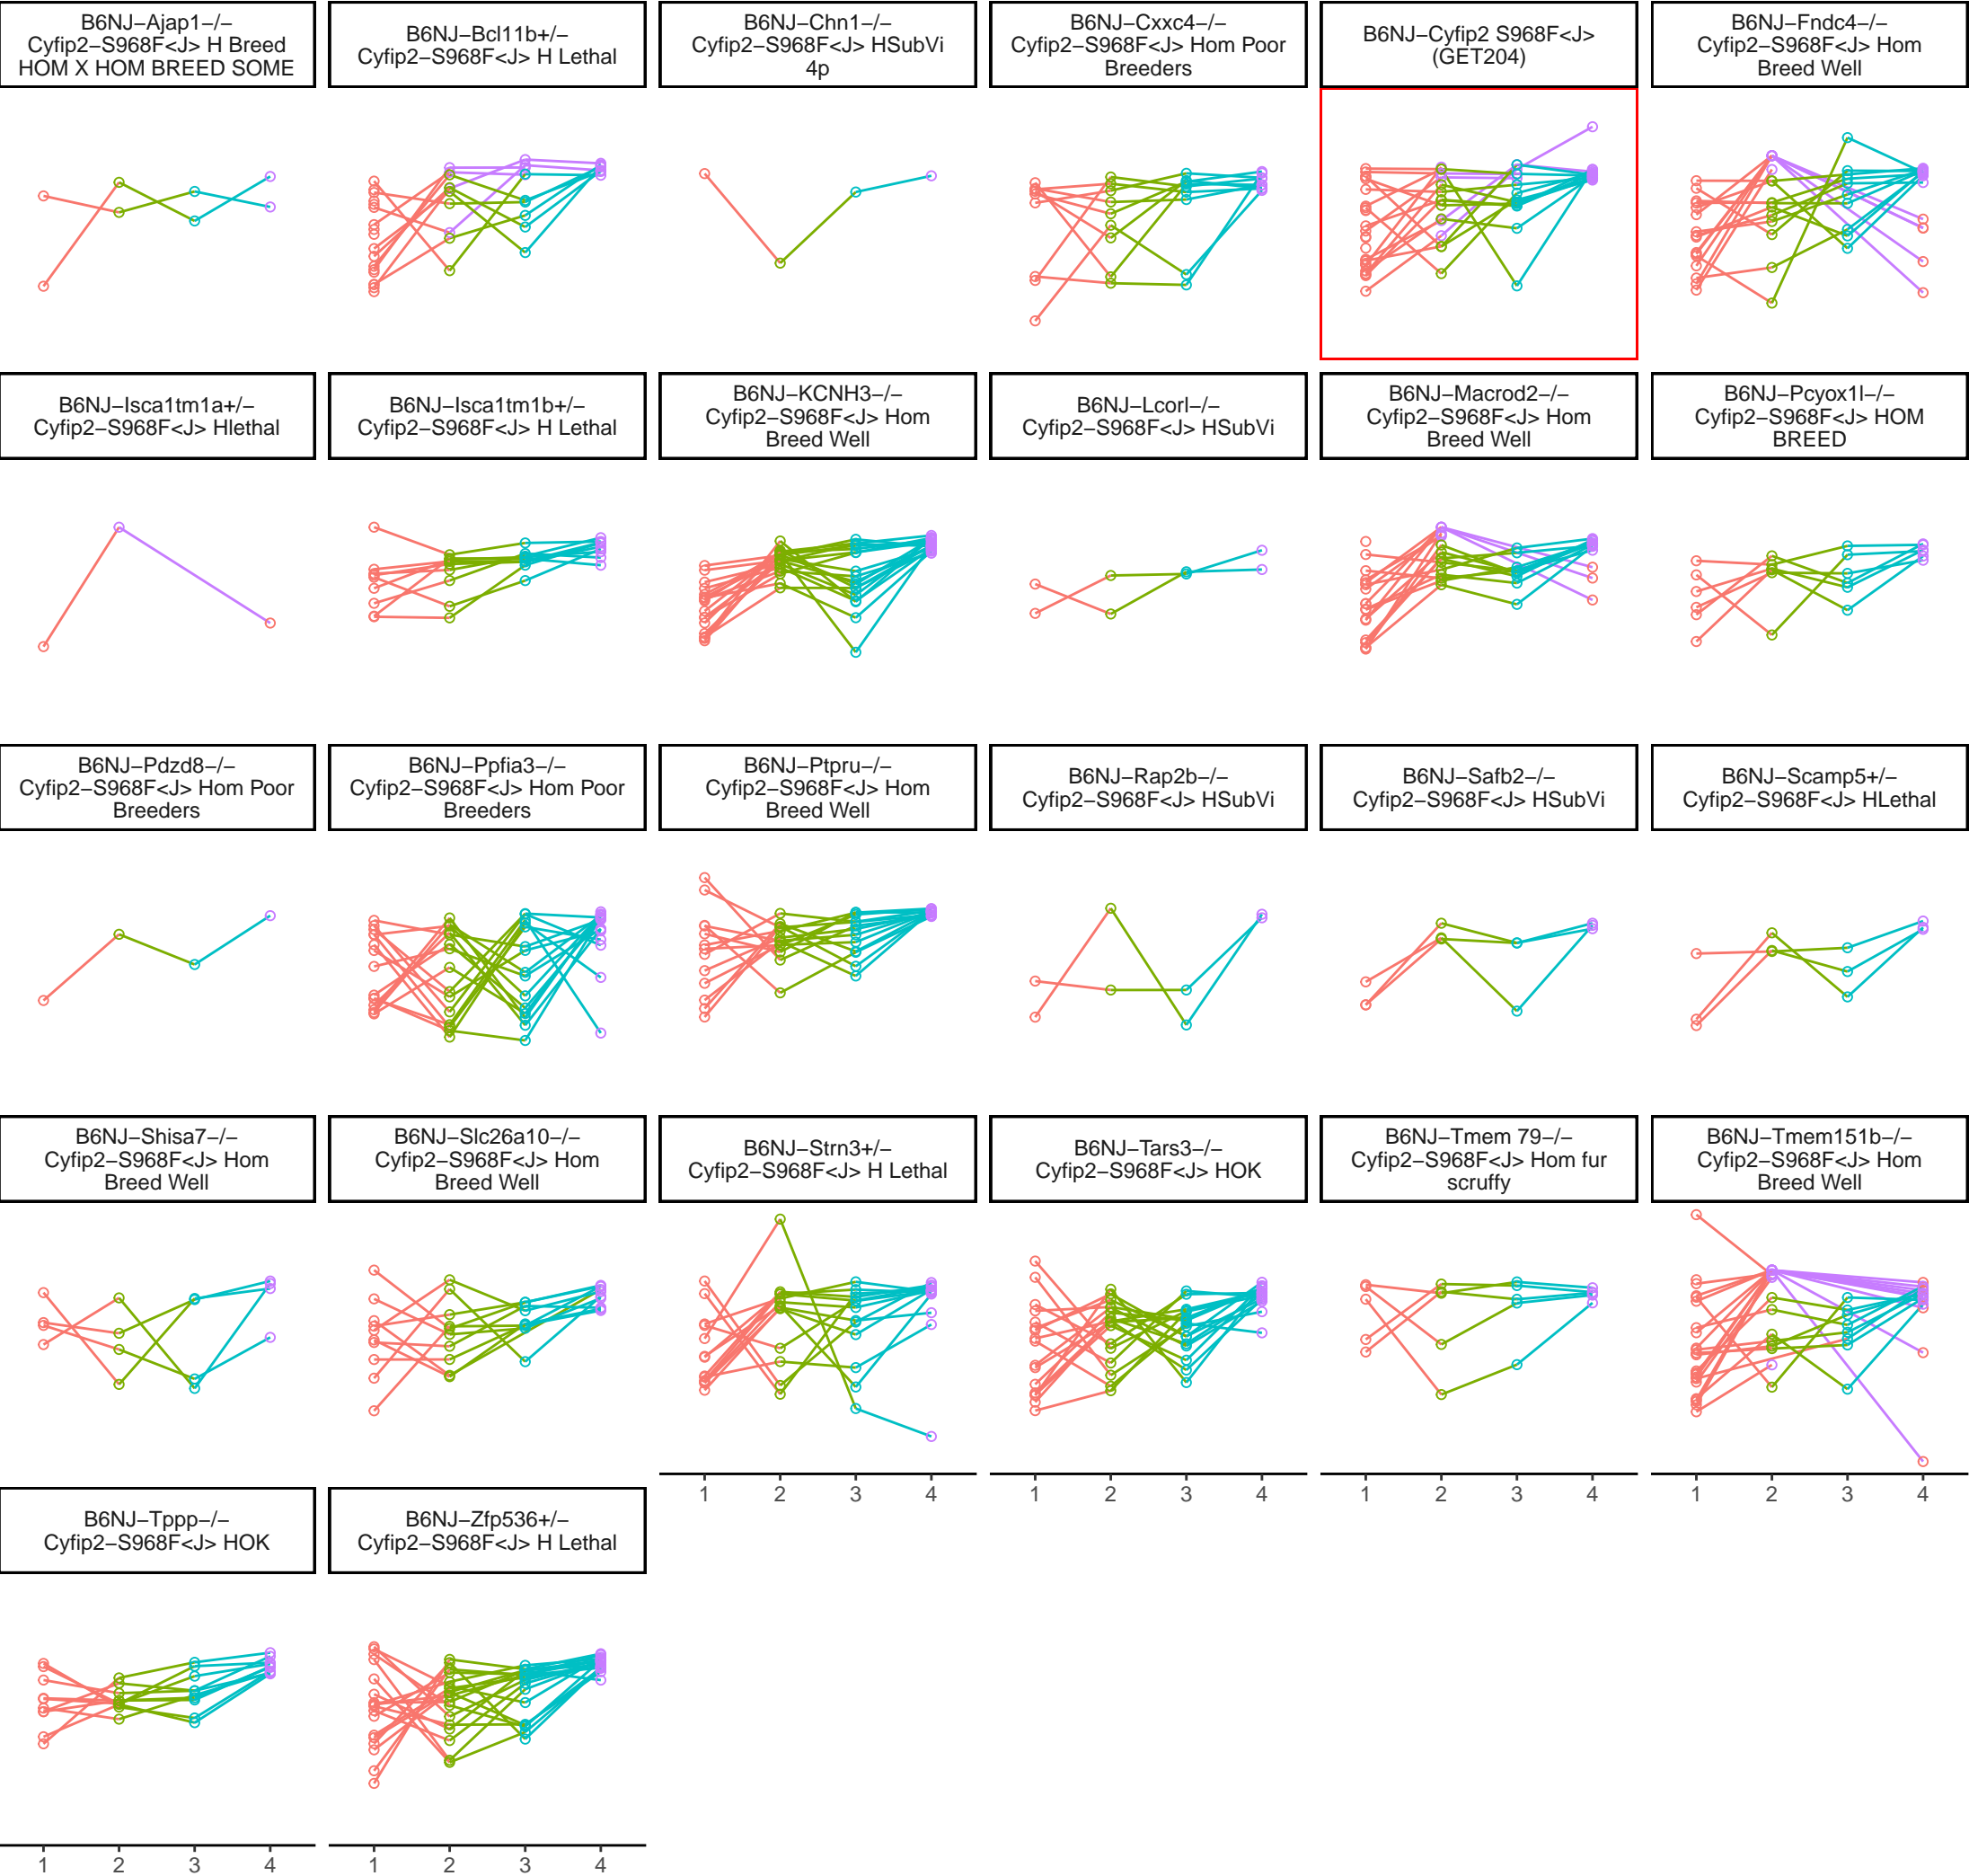 B6NJ–Ajap1–/–
Cyfip2–S968F<J> H Breed
HOM X HOM BREED SOME
B6NJ–Bcl11b+/–
Cyfip2–S968F<J> H Lethal
B6NJ–Chn1–/–
Cyfip2–S968F<J> HSubVi
4p
B6NJ–Cxxc4–/–
Cyfip2–S968F<J> Hom Poor
Breeders
B6NJ–Cyfip2 S968F<J>
(GET204)
B6NJ–Fndc4–/–
Cyfip2–S968F<J> Hom
Breed Well
B6NJ–Isca1tm1a+/–
Cyfip2–S968F<J> Hlethal
B6NJ–Isca1tm1b+/–
Cyfip2–S968F<J> H Lethal
B6NJ–KCNH3–/–
Cyfip2–S968F<J> Hom
Breed Well
B6NJ–Lcorl–/–
Cyfip2–S968F<J> HSubVi
B6NJ–Macrod2–/–
Cyfip2–S968F<J> Hom
Breed Well
B6NJ–Pcyox1l–/–
Cyfip2–S968F<J> HOM
BREED
B6NJ–Pdzd8–/–
Cyfip2–S968F<J> Hom Poor
Breeders
B6NJ–Ppfia3–/–
Cyfip2–S968F<J> Hom Poor
Breeders
B6NJ–Ptpru–/–
Cyfip2–S968F<J> Hom
Breed Well
B6NJ–Rap2b–/–
Cyfip2–S968F<J> HSubVi
B6NJ–Safb2–/–
Cyfip2–S968F<J> HSubVi
B6NJ–Scamp5+/–
Cyfip2–S968F<J> HLethal
B6NJ–Shisa7–/–
Cyfip2–S968F<J> Hom
Breed Well
B6NJ–Slc26a10–/–
Cyfip2–S968F<J> Hom
Breed Well
B6NJ–Strn3+/–
Cyfip2–S968F<J> H Lethal
B6NJ–Tars3–/–
Cyfip2–S968F<J> HOK
B6NJ–Tmem 79–/–
Cyfip2–S968F<J> Hom fur
scruffy
B6NJ–Tmem151b–/–
Cyfip2–S968F<J> Hom
Breed Well
1 2 3 4
1 2 3 4
1 2 3 4
1 2 3 4
B6NJ–Tppp–/–
Cyfip2–S968F<J> HOK
B6NJ–Zfp536+/–
Cyfip2–S968F<J> H Lethal
1 2 3 4
1 2 3 4